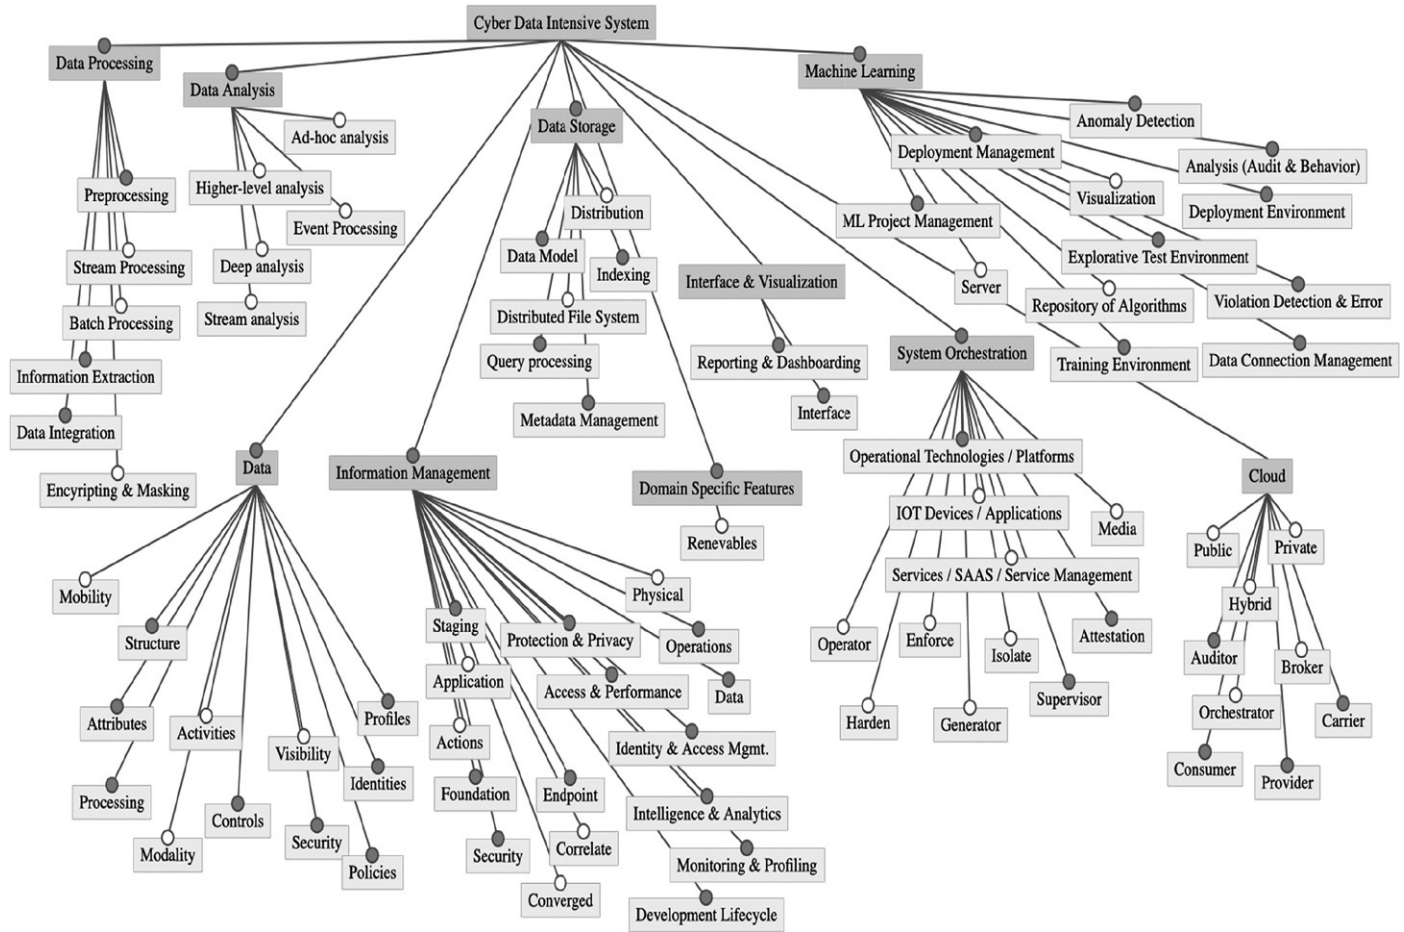 Cyber Data Intensive System
Data Processing
Data Analysis
Machine Learning
Ad-hoc analysis
Data Storage
Anomaly Detection
Deployment Management
Analysis (Audit & Behavior)
Preprocessing
Higher-level analysis
Visualization
Event Processing
Distribution
ML Project Management
Deployment Environment
Stream Processing
Deep analysis
Data Model
Indexing
Explorative Test Environment
Interface & Visualization
Server
Repository of Algorithms
Violation Detection & Error
Batch Processing
Stream analysis
Distributed File System
Information Extraction
Query processing
Reporting & Dashboarding
System Orchestration
Training Environment
Data Connection Management
Data Integration
Metadata Management
Interface
Encyripting & Masking
Data
Information Management
Domain Specific Features
Operational Technologies / Platforms
Cloud
Renevables
IOT Devices / Applications
Media
Public
Private
Mobility
Physical
Services / SAAS / Service Management
Hybrid
Structure
Staging
Protection & Privacy
Operations
Operator
Enforce
Isolate
Attestation
Auditor
Broker
Application
Access & Performance
Data
Supervisor
Attributes
Activities
Profiles
Harden
Generator
Orchestrator
Carrier
Visibility
Actions
Identity & Access Mgmt.
Processing
Identities
Foundation
Endpoint
Consumer
Provider
Controls
Intelligence & Analytics
Modality
Security
Security
Correlate
Policies
Monitoring & Profiling
Converged
Development Lifecycle